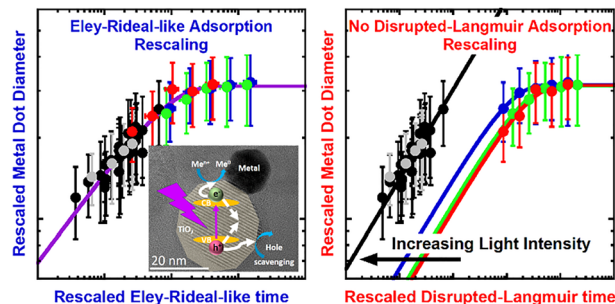 Eley-Rideal-like Adsorption
Rescaling
Rescaled Metal Dot Diameter
Meⁿ⁺
Me⁰
Metal
e⁻
CB
TiO₂
VB
h⁺
Hole
scavenging
20 nm
Rescaled Eley-Rideal-like time
No Disrupted-Langmuir Adsorption
Rescaling
Rescaled Metal Dot Diameter
Increasing Light Intensity
Rescaled Disrupted-Langmuir time